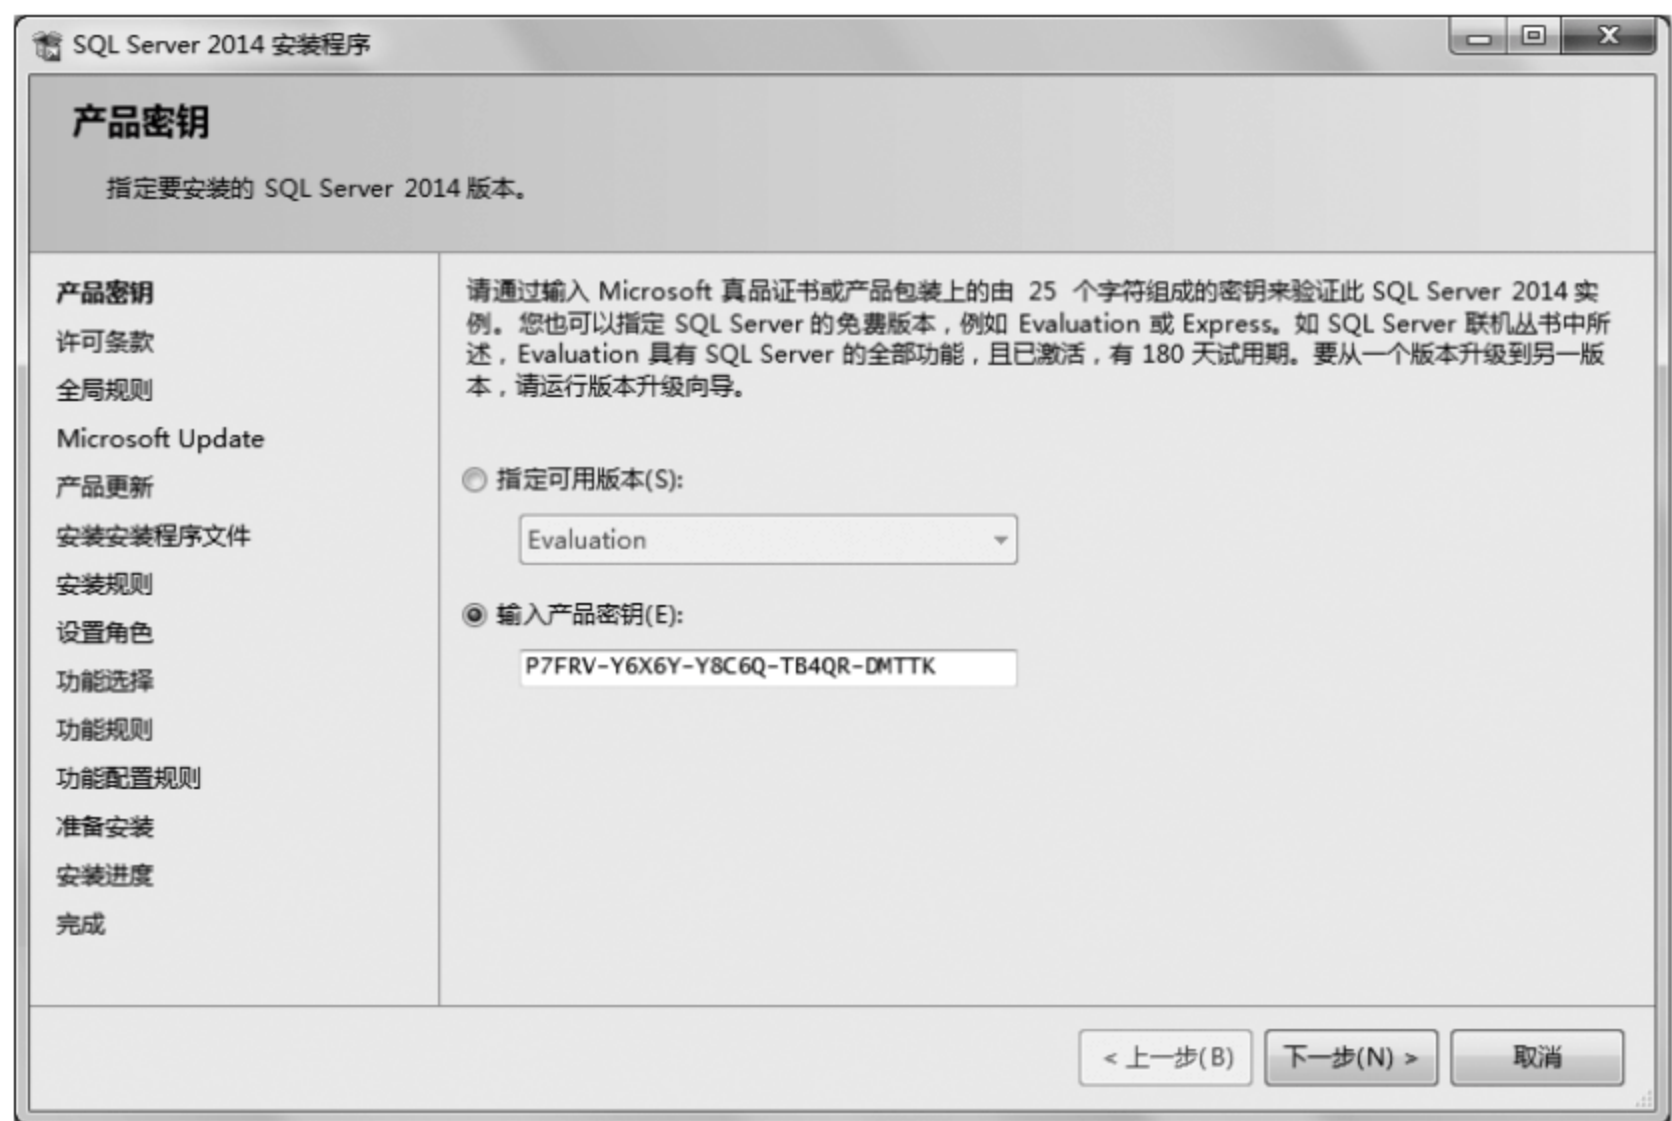 SQL Server 2014 安装程序
产品密钥
指定要安装的 SQL Server 2014 版本。
产品密钥
许可条款
全局规则
Microsoft Update
产品更新
安装安装程序文件
安装规则
设置角色
功能选择
功能规则
功能配置规则
准备安装
安装进度
完成
请通过输入 Microsoft 真品证书或产品包装上的由 25 个字符组成的密钥来验证此 SQL Server 2014 实
例。您也可以指定 SQL Server 的免费版本，例如 Evaluation 或 Express。如 SQL Server 联机丛书中所
述，Evaluation 具有 SQL Server 的全部功能，且已激活，有 180 天试用期。要从一个版本升级到另一版
本，请运行版本升级向导。
指定可用版本(S):
Evaluation
输入产品密钥(E):
P7FRV-Y6X6Y-Y8C6Q-TB4QR-DMTTK
< 上一步(B)
下一步(N) >
取消